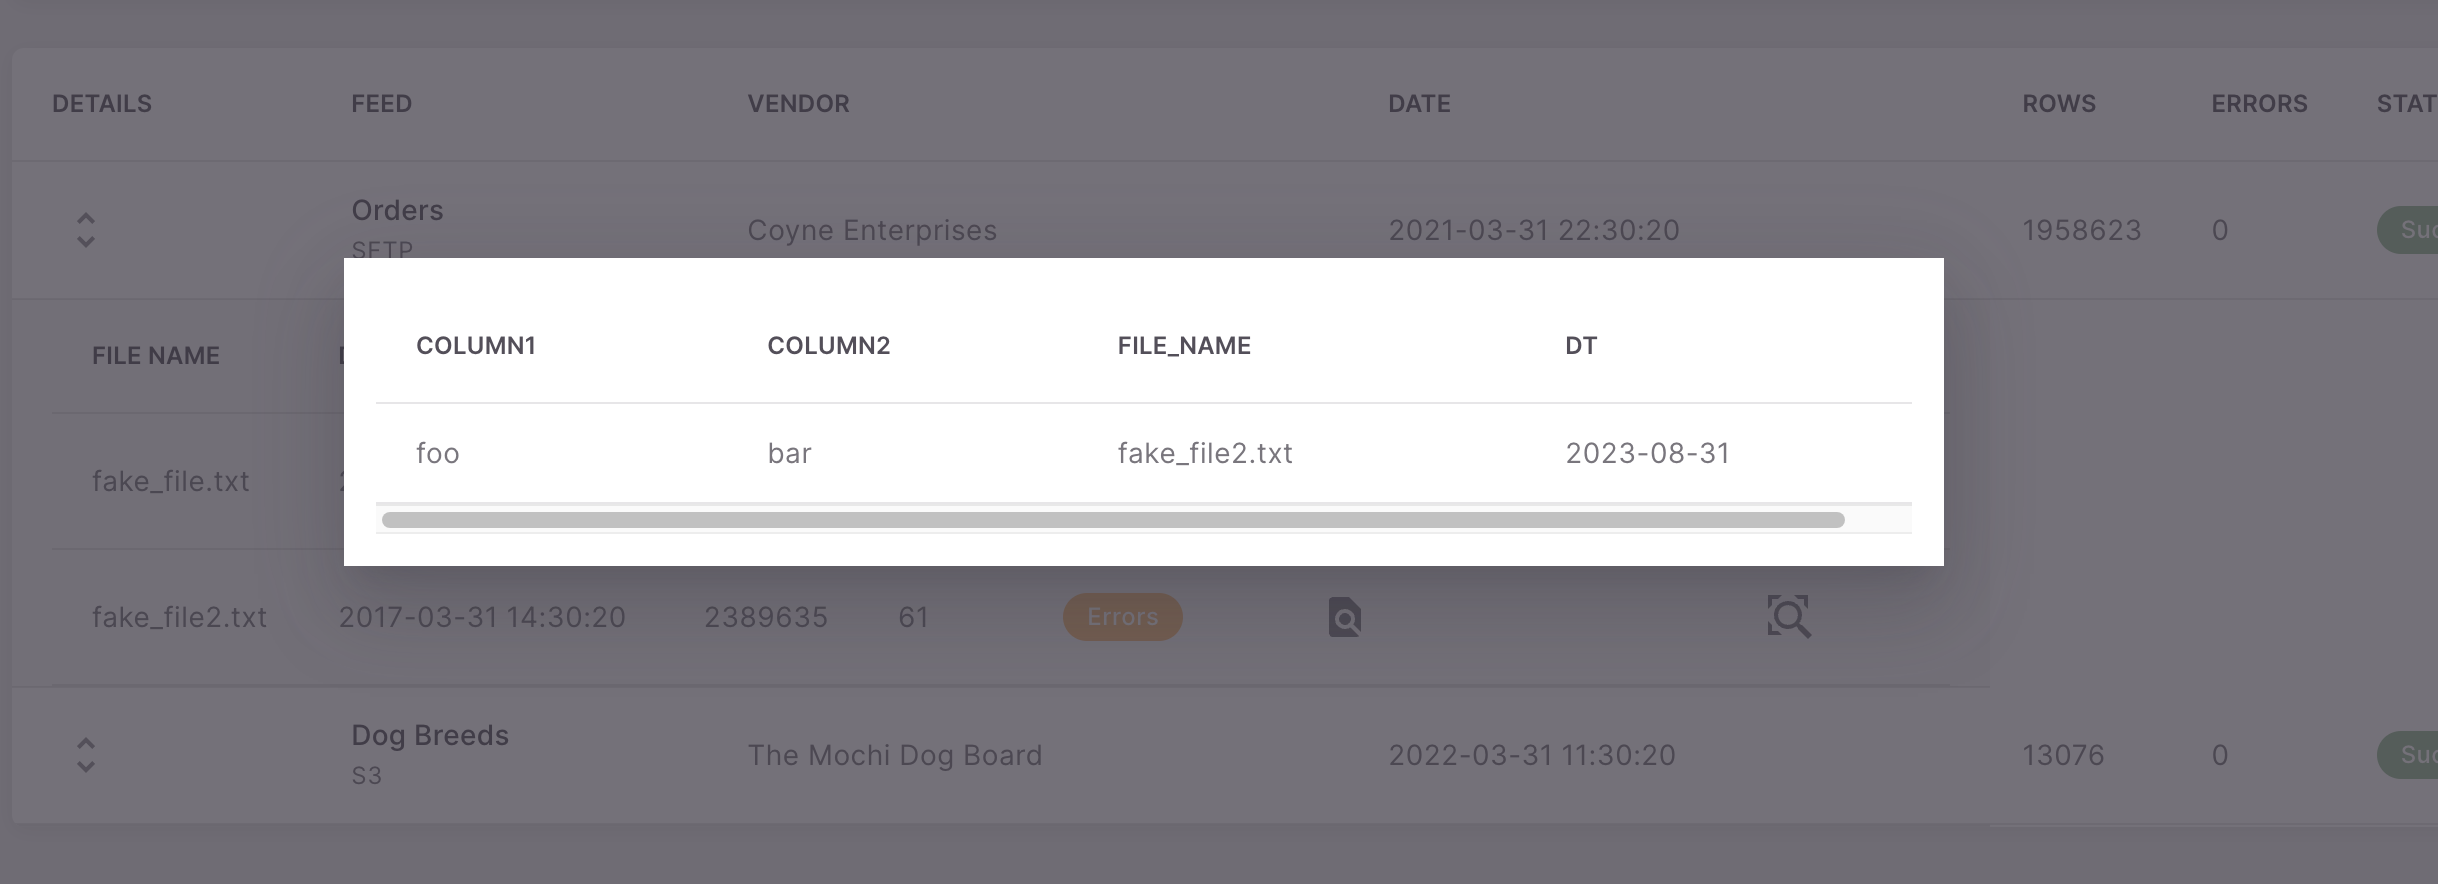 DETAILS FEED VENDOR DATE ROWS ERRORS STAT
Orders
SFTP
Coyne Enterprises 2021-03-31 22:30:20 1958623 0 Suc
COLUMN1 COLUMN2 FILE_NAME DT
foo bar fake_file2.txt 2023-08-31
FILE NAME
fake_file.txt
fake_file2.txt 2017-03-31 14:30:20 2389635 61 Errors
Dog Breeds
S3
The Mochi Dog Board 2022-03-31 11:30:20 13076 0 Suc